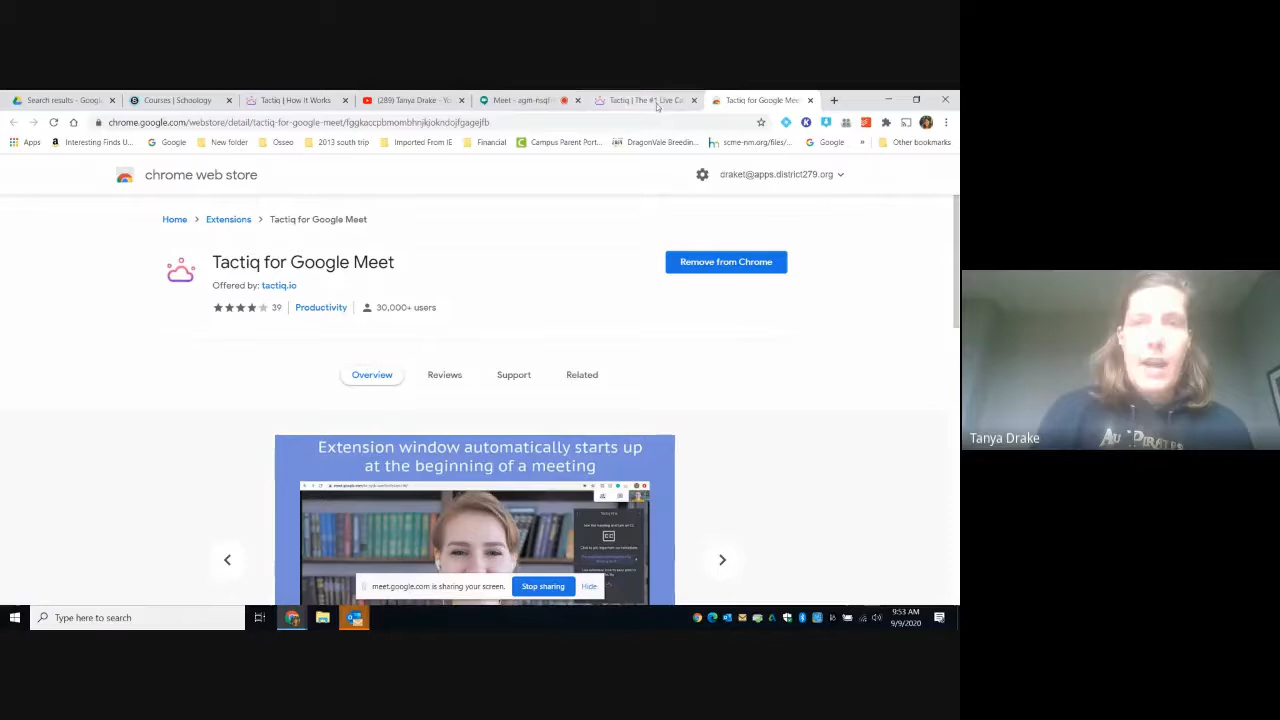 Search results - Googl
Courses | Schoology
Tactiq | How It Works
(289) Tanya Drake - Yo
Meet - agm-nsqf
Tactiq | The #1 Live Ca
Tactiq for Google Mee
chrome.google.com/webstore/detail/tactiq-for-google-meet/fggkaccpbmombhnjkjokndojfgagejfb
Apps
Interesting Finds U...
Google
New folder
Osseo
2013 south trip
Imported From IE
Financial
Campus Parent Port...
DragonVale Breedin...
scme-nm.org/files/...
Google
»
Other bookmarks
chrome web store
draket@apps.district279.org
Home > Extensions > Tactiq for Google Meet
Tactiq for Google Meet
Remove from Chrome
Offered by: tactiq.io
39
Productivity
30,000+ users
Overview
Reviews
Support
Related
Extension window automatically starts up
at the beginning of a meeting
meet.google.com is sharing your screen.
Stop sharing
Hide
Type here to search
9:53 AM
9/9/2020
Tanya Drake
AU PIRATES